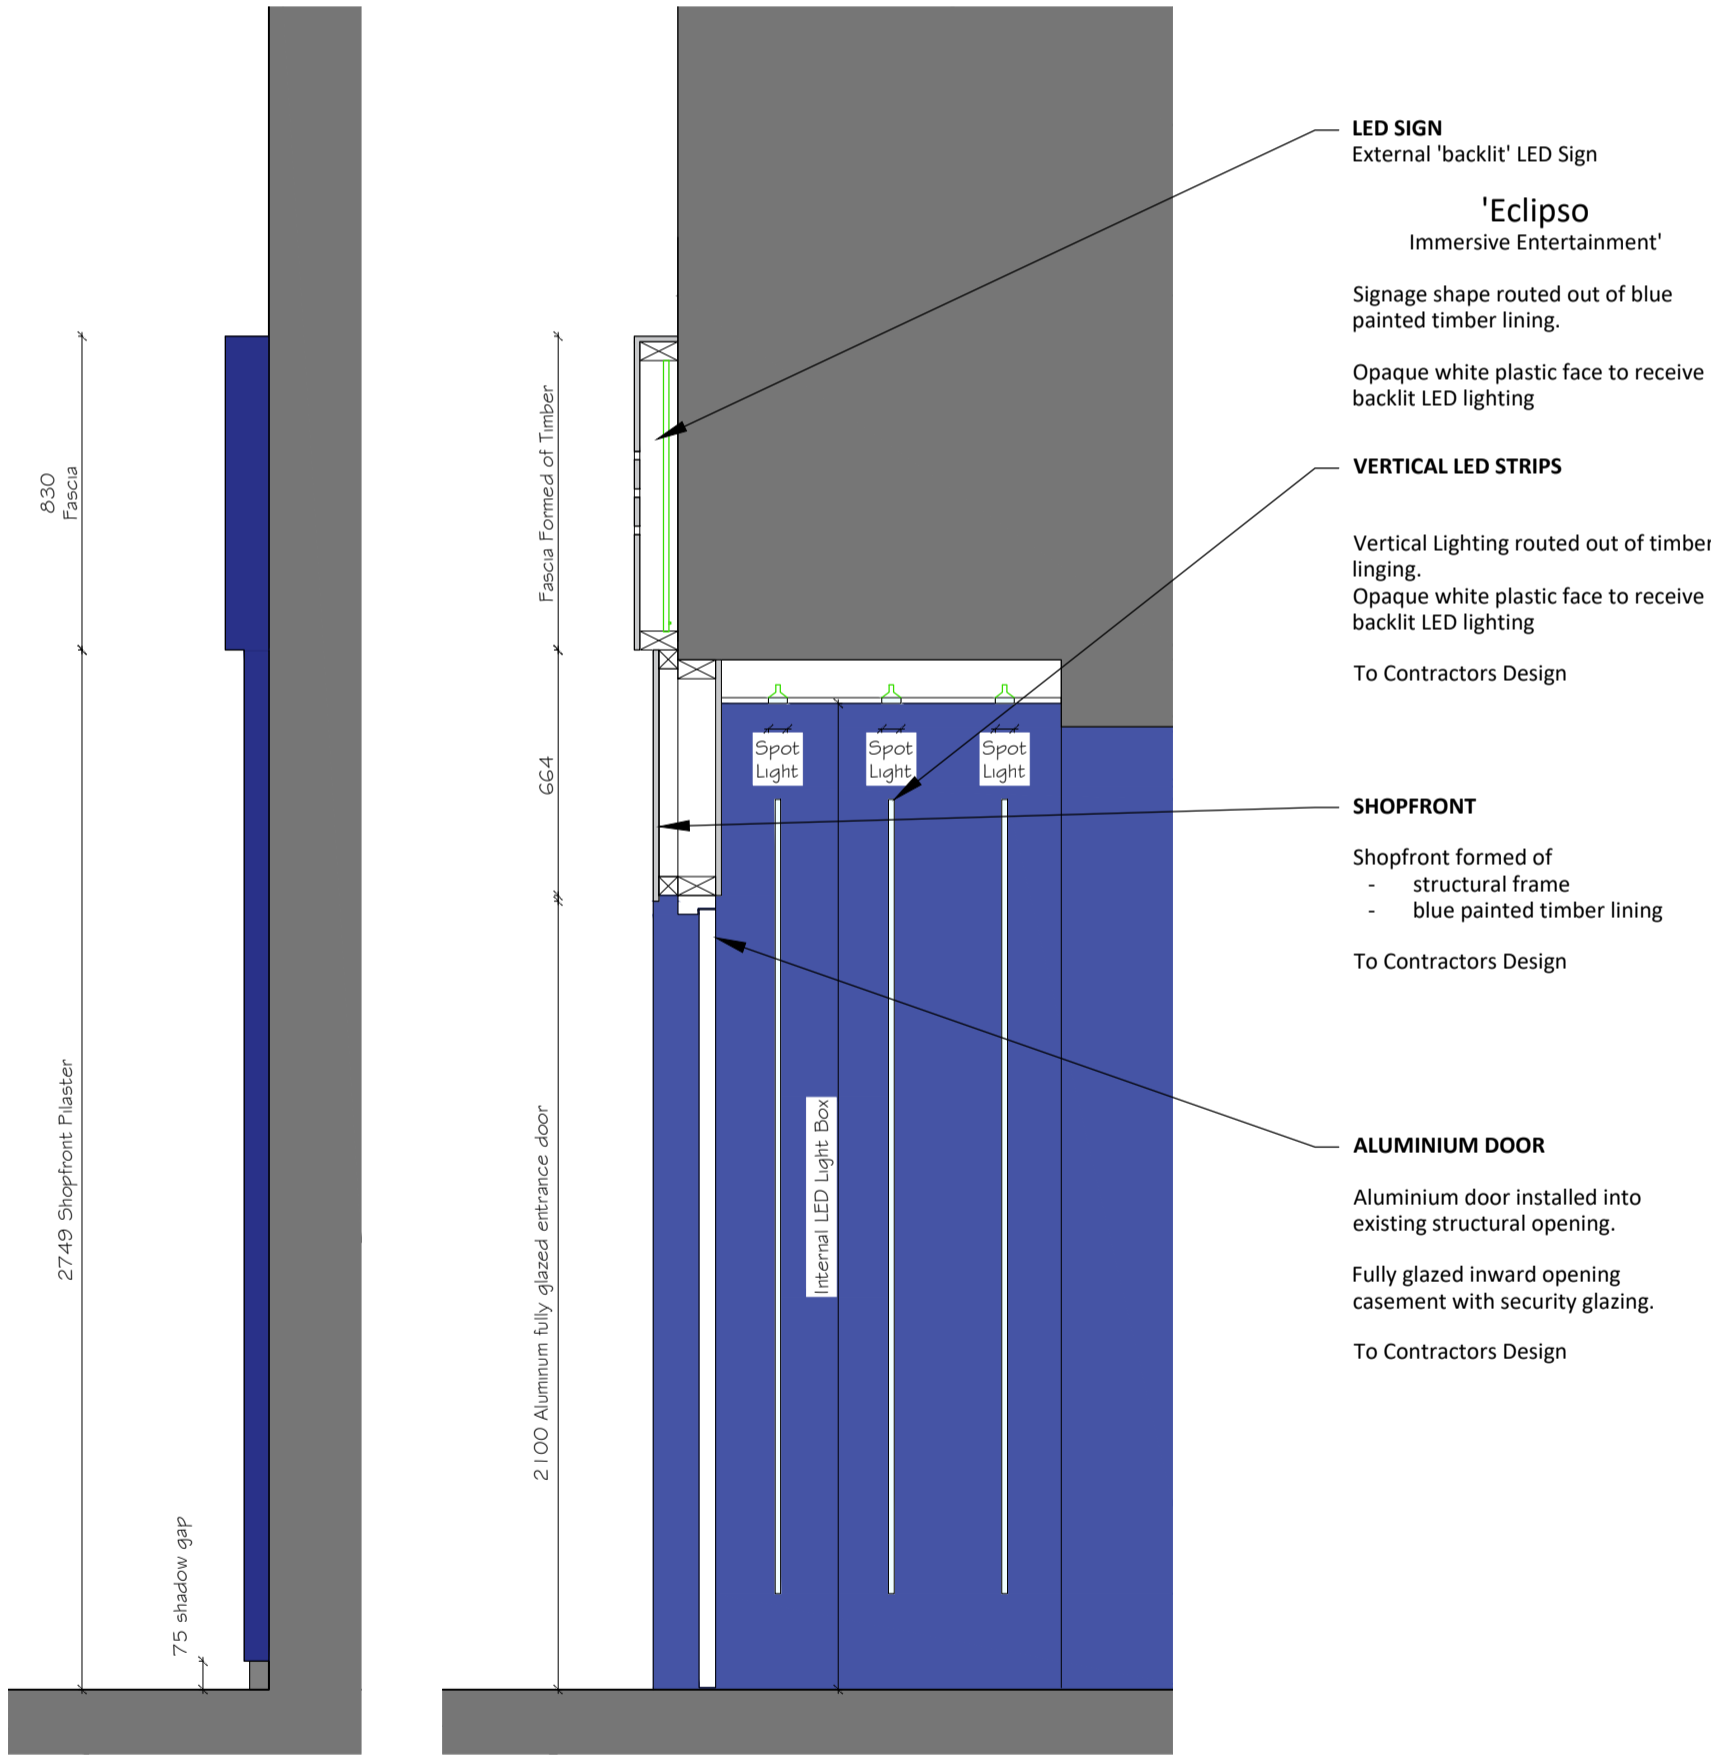 830
Fascia
2749 Shopfront Pilaster
75 shadow gap
Fascia Formed of Timber
664
2100 Aluminum fully glazed entrance door
Spot
Light
Spot
Light
Spot
Light
Internal LED Light Box
LED SIGN
External 'backlit' LED Sign
'Eclipso
Immersive Entertainment'
Signage shape routed out of blue
painted timber lining.
Opaque white plastic face to receive
backlit LED lighting
VERTICAL LED STRIPS
Vertical Lighting routed out of timber
linging.
Opaque white plastic face to receive
backlit LED lighting
To Contractors Design
SHOPFRONT
Shopfront formed of
- structural frame
- blue painted timber lining
To Contractors Design
ALUMINIUM DOOR
Aluminium door installed into
existing structural opening.
Fully glazed inward opening
casement with security glazing.
To Contractors Design